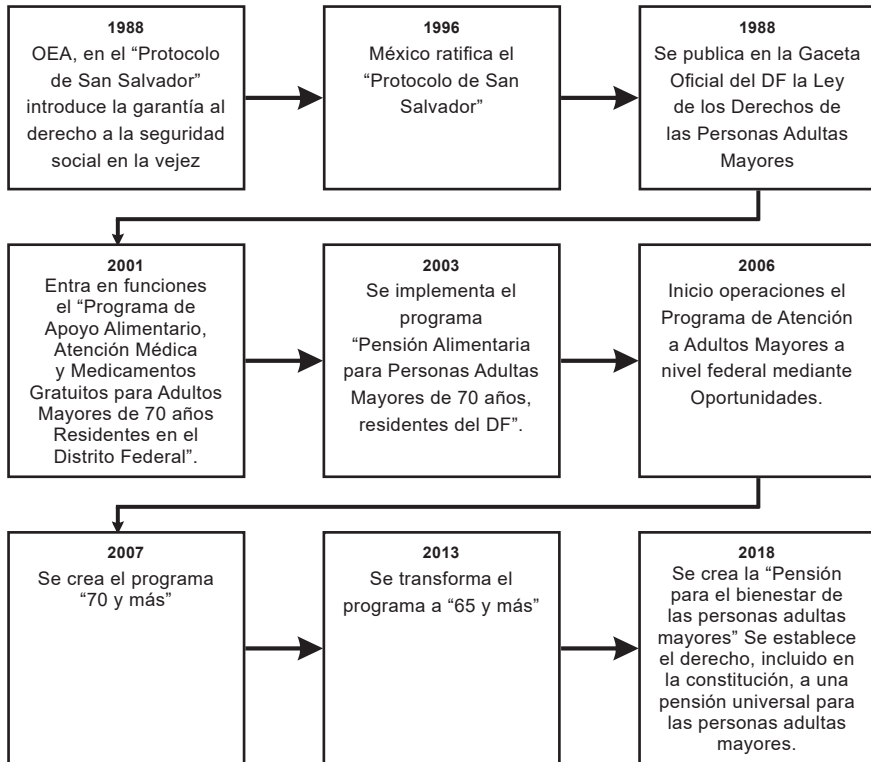 1988
OEA, en el “Protocolo
de San Salvador”
introduce la garantía al
derecho a la seguridad
social en la vejez
1996
México ratifica el
“Protocolo de San
Salvador”
1988
Se publica en la Gaceta
Oficial del DF la Ley
de los Derechos de
las Personas Adultas
Mayores
2001
Entra en funciones
el “Programa de
Apoyo Alimentario,
Atención Médica
y Medicamentos
Gratuitos para Adultos
Mayores de 70 años
Residentes en el
Distrito Federal”.
2003
Se implementa el
programa
“Pensión Alimentaria
para Personas Adultas
Mayores de 70 años,
residentes del DF”.
2006
Inicio operaciones el
Programa de Atención
a Adultos Mayores a
nivel federal mediante
Oportunidades.
2007
Se crea el programa
“70 y más”
2013
Se transforma el
programa a “65 y más”
2018
Se crea la “Pensión
para el bienestar de
las personas adultas
mayores” Se establece
el derecho, incluido en
la constitución, a una
pensión universal para
las personas adultas
mayores.